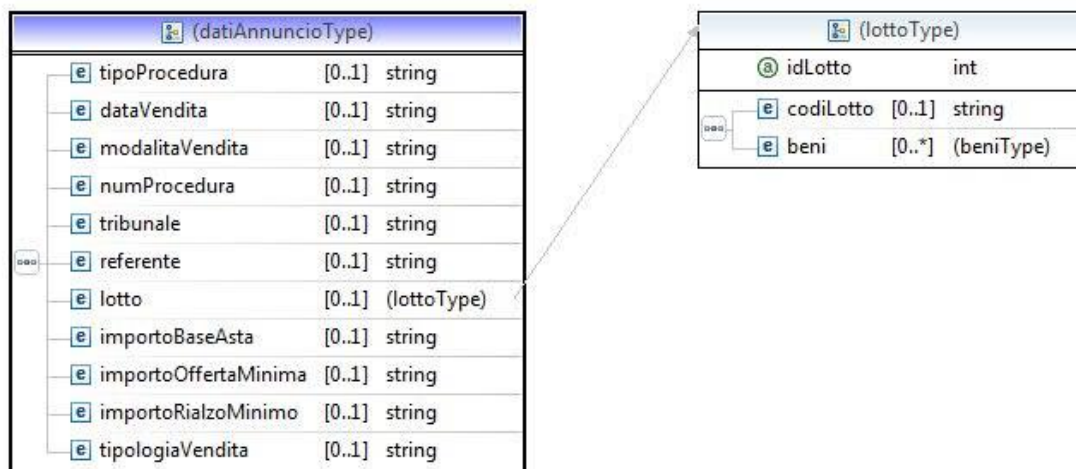 (datiAnnuncioType)
tipoProcedura [0..1] string
dataVendita [0..1] string
modalitaVendita [0..1] string
numProcedura [0..1] string
tribunale [0..1] string
referente [0..1] string
lotto [0..1] (lottoType)
importoBaseAsta [0..1] string
importoOffertaMinima [0..1] string
importoRialzoMinimo [0..1] string
tipologiaVendita [0..1] string
(lottoType)
a idLotto int
e codiLotto [0..1] string
e beni [0..*] (beniType)